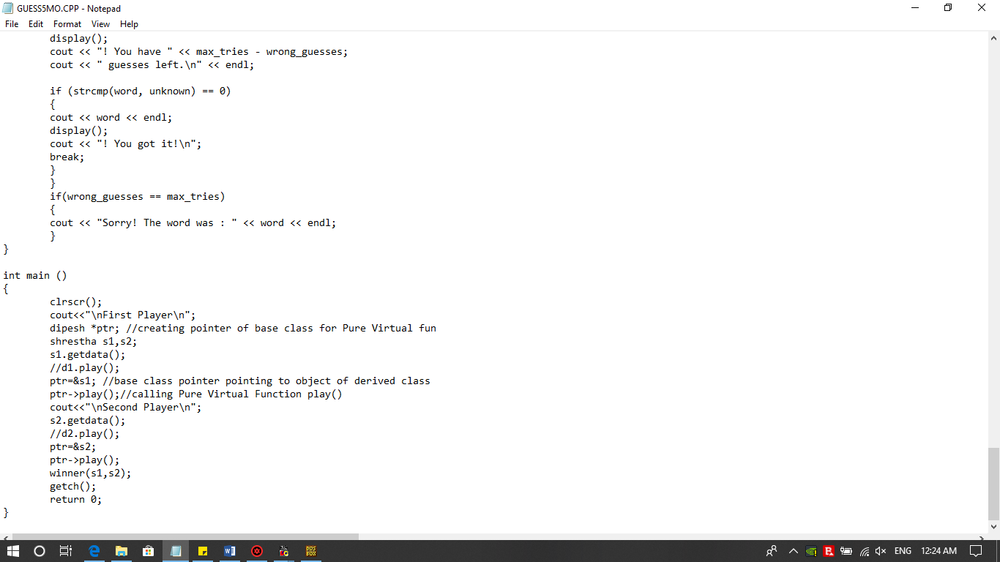 GUESS5MO.CPP - Notepad
File Edit Format View Help
display();
cout << "! You have " << max_tries - wrong_guesses;
cout << " guesses left.\n" << endl;
if (strcmp(word, unknown) == 0)
{
cout << word << endl;
display();
cout << "! You got it!\n";
break;
}
}
if(wrong_guesses == max_tries)
{
cout << "Sorry! The word was : " << word << endl;
}
}
int main ()
{
clrscr();
cout<<"\nFirst Player\n";
dipesh *ptr; //creating pointer of base class for Pure Virtual fun
shrestha s1,s2;
s1.getdata();
//d1.play();
ptr=&s1; //base class pointer pointing to object of derived class
ptr->play();//calling Pure Virtual Function play()
cout<<"\nSecond Player\n";
s2.getdata();
//d2.play();
ptr=&s2;
ptr->play();
winner(s1,s2);
getch();
return 0;
}
DOS BOX
ENG 12:24 AM